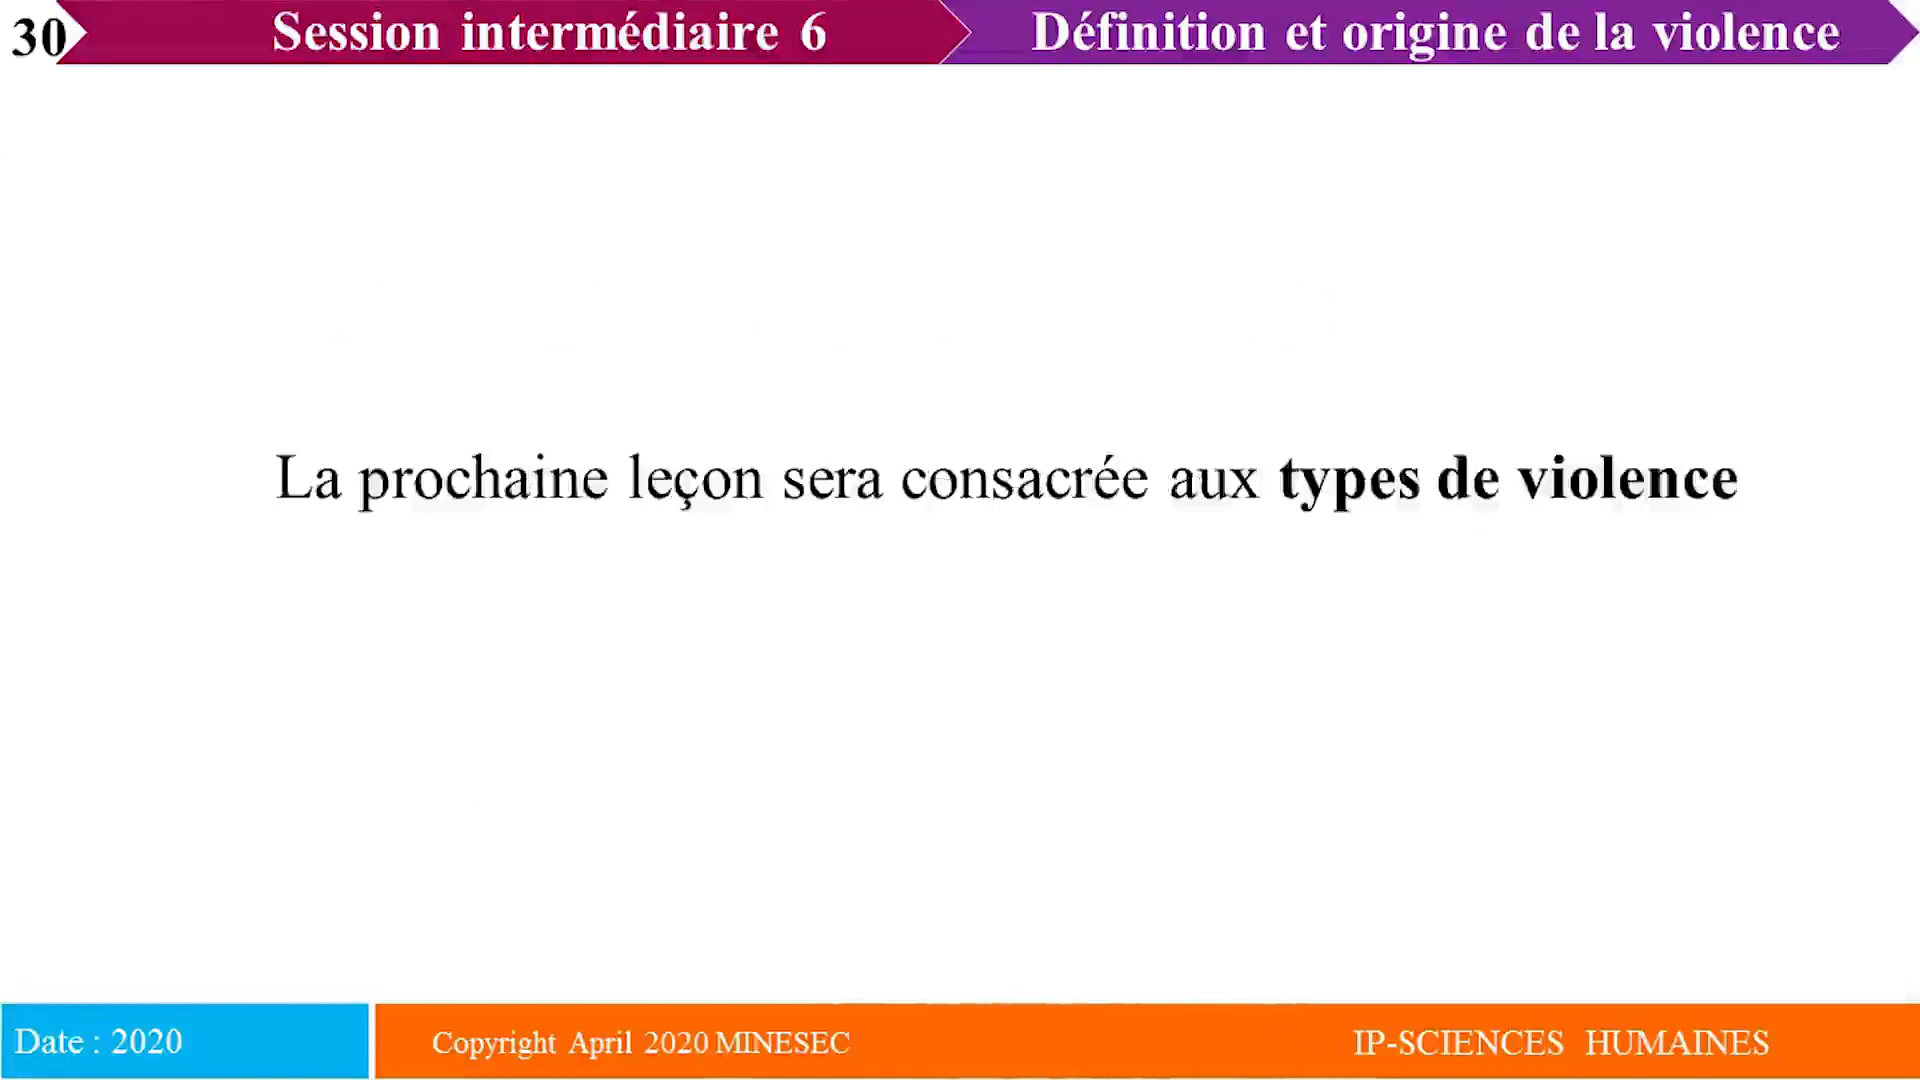 30
Session intermédiaire 6
Définition et origine de la violence
La prochaine leçon sera consacrée aux types de violence
Date : 2020
Copyright April 2020 MINESEC
IP-SCIENCES HUMAINES